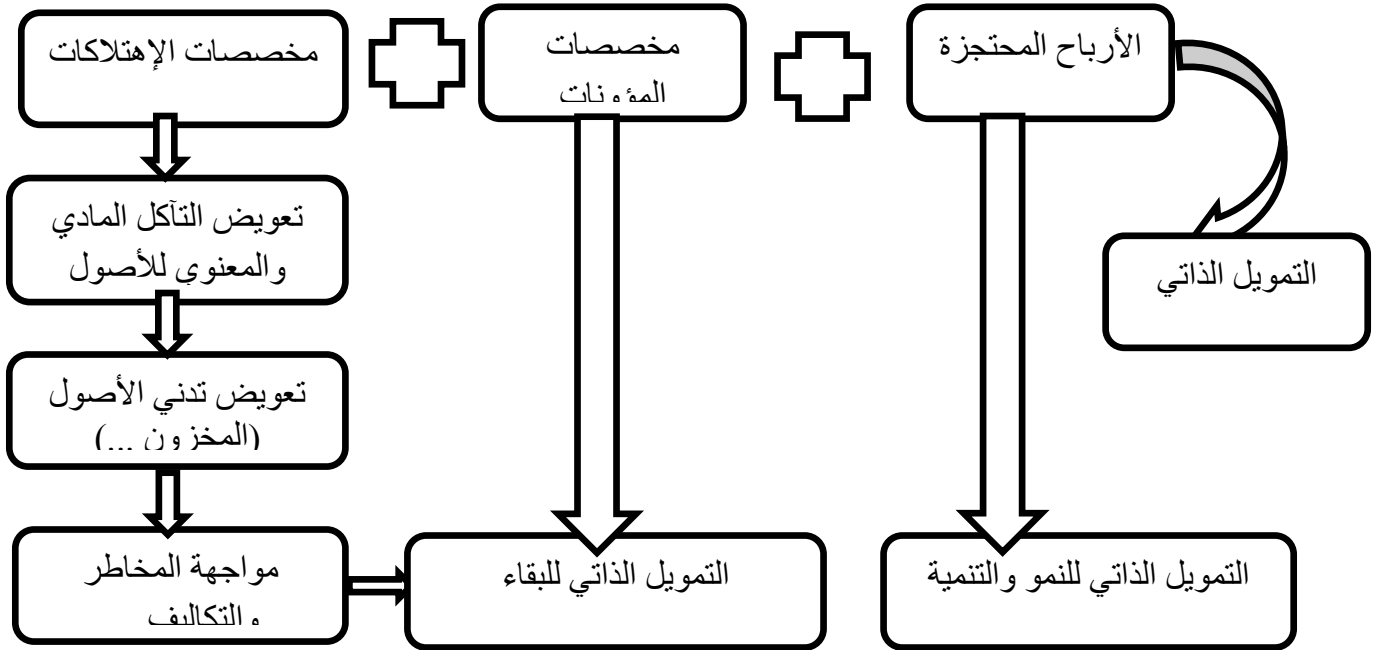 الأرباح المحتجزة
مخصصات
المؤونات
مخصصات الإهتلاكات
التمويل الذاتي
تعويض التآكل المادي
والمعنوي للأصول
تعويض تدني الأصول
(المخزون ...)
مواجهة المخاطر
والتكاليف
التمويل الذاتي للبقاء
التمويل الذاتي للنمو والتنمية